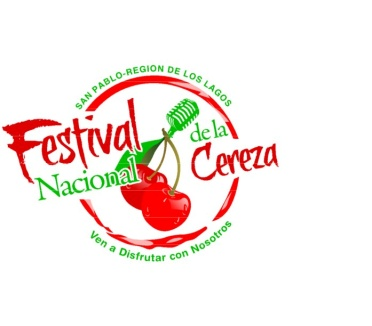 SAN PABLO-REGION DE LOS LAGOS
Festival
de la
Nacional
Cereza
Ven a Disfrutar con Nosotros